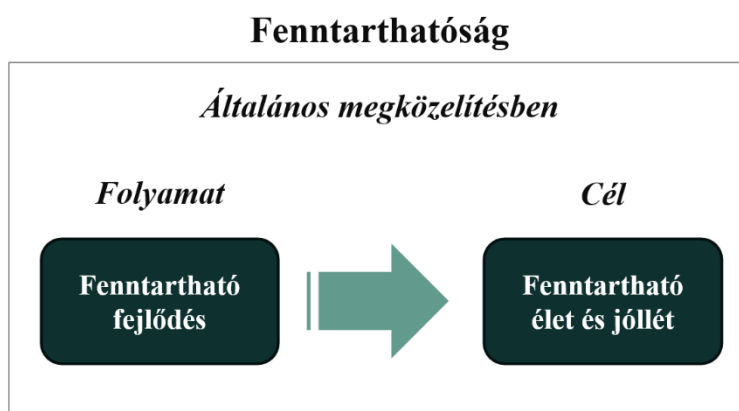 Fenntarthatóság
Általános megközelítésben
Folyamat
Cél
Fenntartható
fejlődés
Fenntartható
élet és jóllét